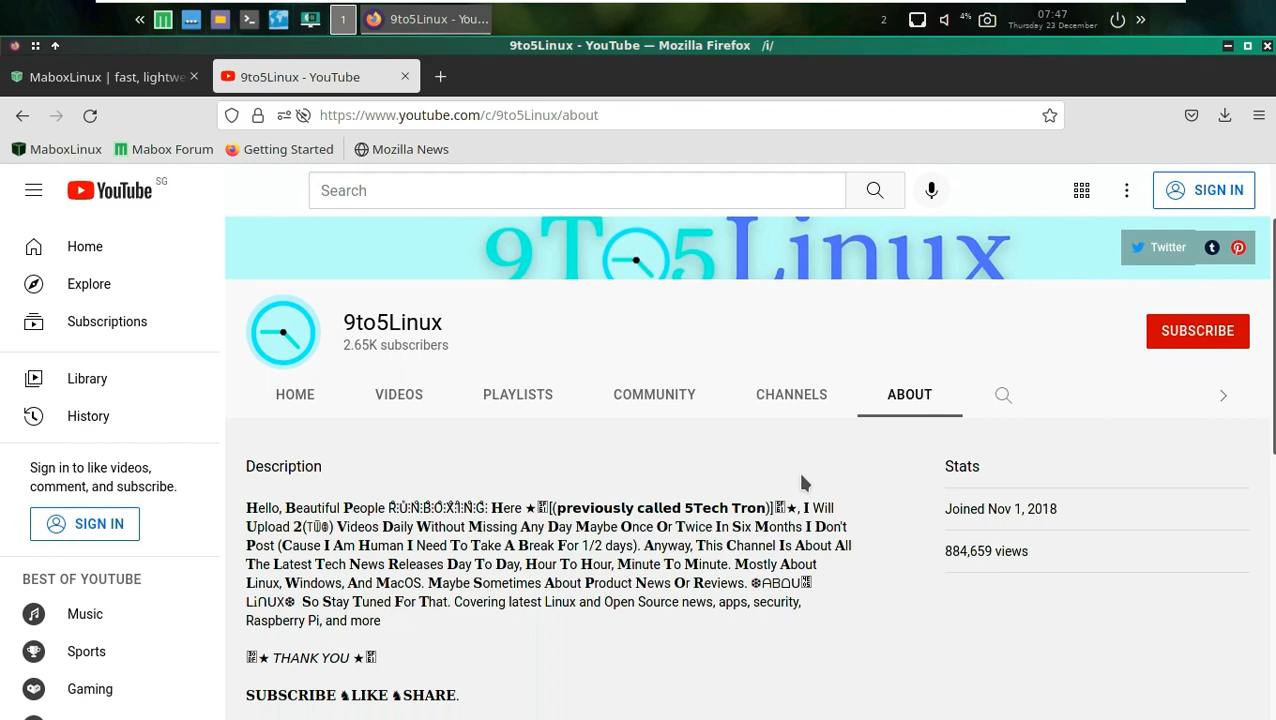 1
9to5Linux - You...
2
4%
07:47
Thursday 23 December
9to5Linux - YouTube — Mozilla Firefox /i/
MaboxLinux | fast, lightwe
9to5Linux - YouTube
https://www.youtube.com/c/9to5Linux/about
MaboxLinux
Mabox Forum
Getting Started
Mozilla News
YouTube SG
Search
SIGN IN
Home
Explore
Subscriptions
Library
History
Sign in to like videos,
comment, and subscribe.
SIGN IN
BEST OF YOUTUBE
Music
Sports
Gaming
9To5Linux
Twitter
9to5Linux
2.65K subscribers
SUBSCRIBE
HOME
VIDEOS
PLAYLISTS
COMMUNITY
CHANNELS
ABOUT
Description
Hello, Beautiful People Here ★[(previously called 5Tech Tron)]★, I Will
Upload 2( Videos Daily Without Missing Any Day Maybe Once Or Twice In Six Months I Don't
Post (Cause I Am Human I Need To Take A Break For 1/2 days). Anyway, This Channel Is About All
The Latest Tech News Releases Day To Day, Hour To Hour, Minute To Minute. Mostly About
Linux, Windows, And MacOS. Maybe Sometimes About Product News Or Reviews.
So Stay Tuned For That. Covering latest Linux and Open Source news, apps, security,
Raspberry Pi, and more
★ THANK YOU ★
SUBSCRIBE ♞LIKE ♞SHARE.
Stats
Joined Nov 1, 2018
884,659 views